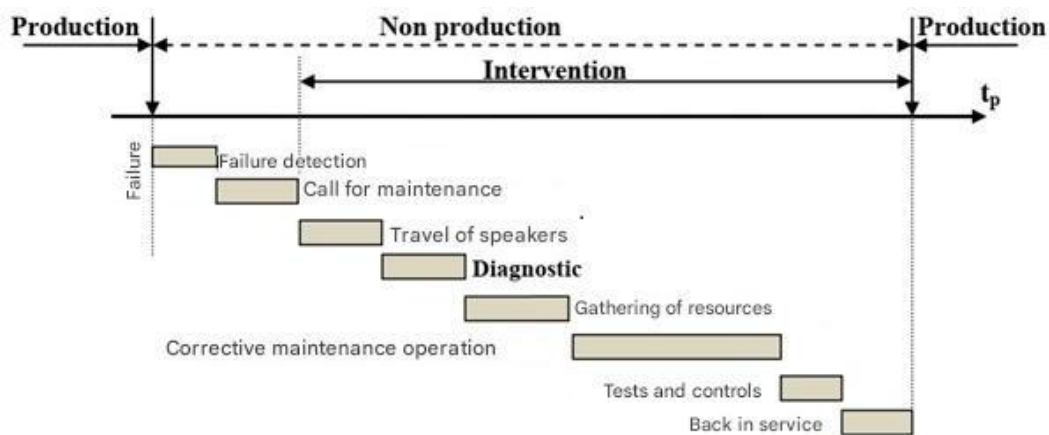 Production
Non production
Production
Intervention
tp
Failure
Failure detection
Call for maintenance
Travel of speakers
Diagnostic
Gathering of resources
Corrective maintenance operation
Tests and controls
Back in service